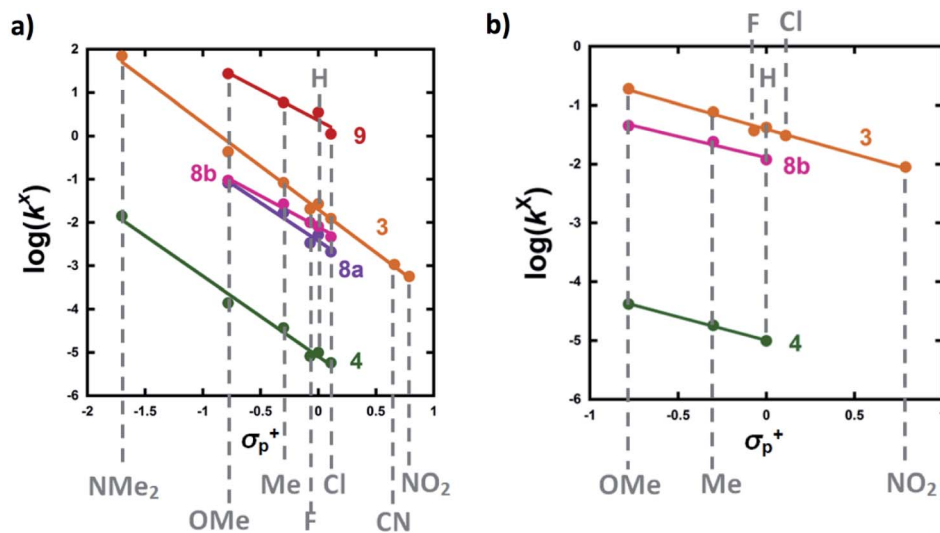 a)
2
1
0
-1
-2
-3
-4
-5
-6
log(kˣ)
-2 -1.5 -1 -0.5 0 0.5 1
σₚ⁺
H
9
8b
3
8a
4
NMe₂
OMe
Me
F
Cl
CN
NO₂
b)
F Cl
H
0
-1
-2
-3
-4
-5
-6
log(kˣ)
3
8b
4
-1 -0.5 0 0.5
σₚ⁺
OMe Me NO₂